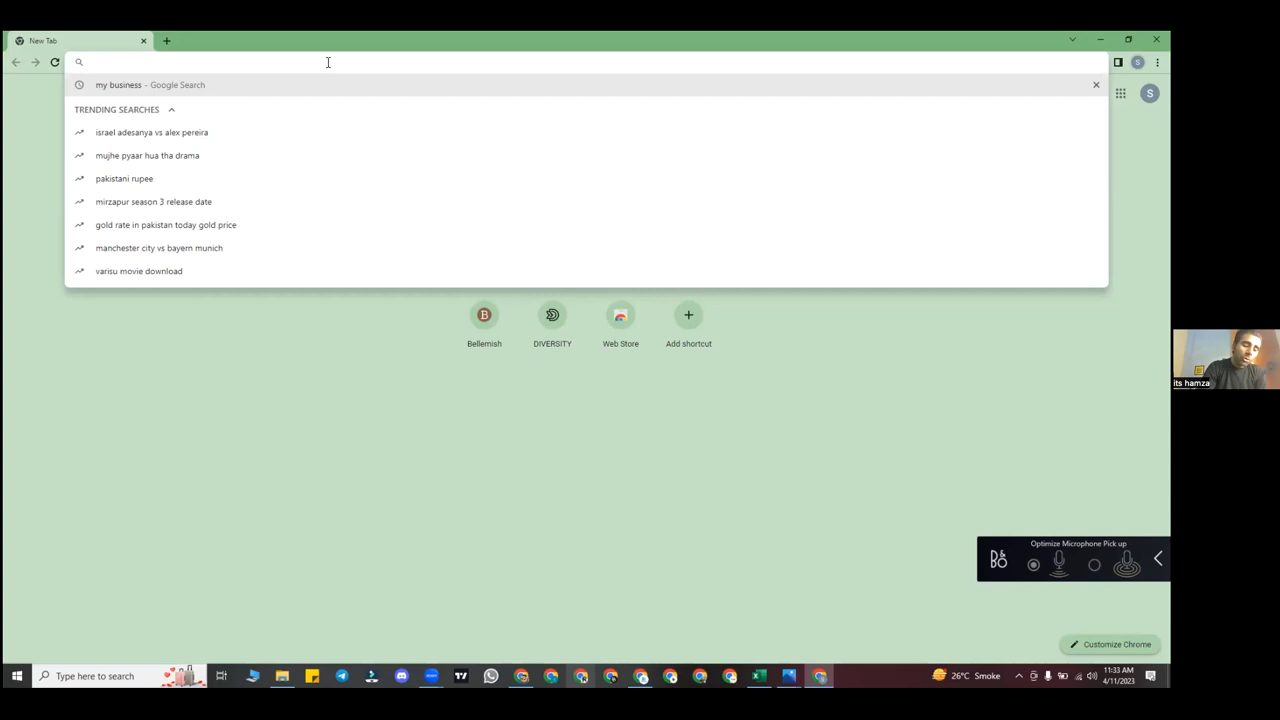 New Tab
my business - Google Search
TRENDING SEARCHES
israel adesanya vs alex pereira
mujhe pyaar hua tha drama
pakistani rupee
mirzapur season 3 release date
gold rate in pakistan today gold price
manchester city vs bayern munich
varisu movie download
S
S
B
Bellemish
DIVERSITY
Web Store
Add shortcut
its hamza
Optimize Microphone Pick up
B&O
Customize Chrome
Type here to search
26°C Smoke
11:33 AM
4/11/2023